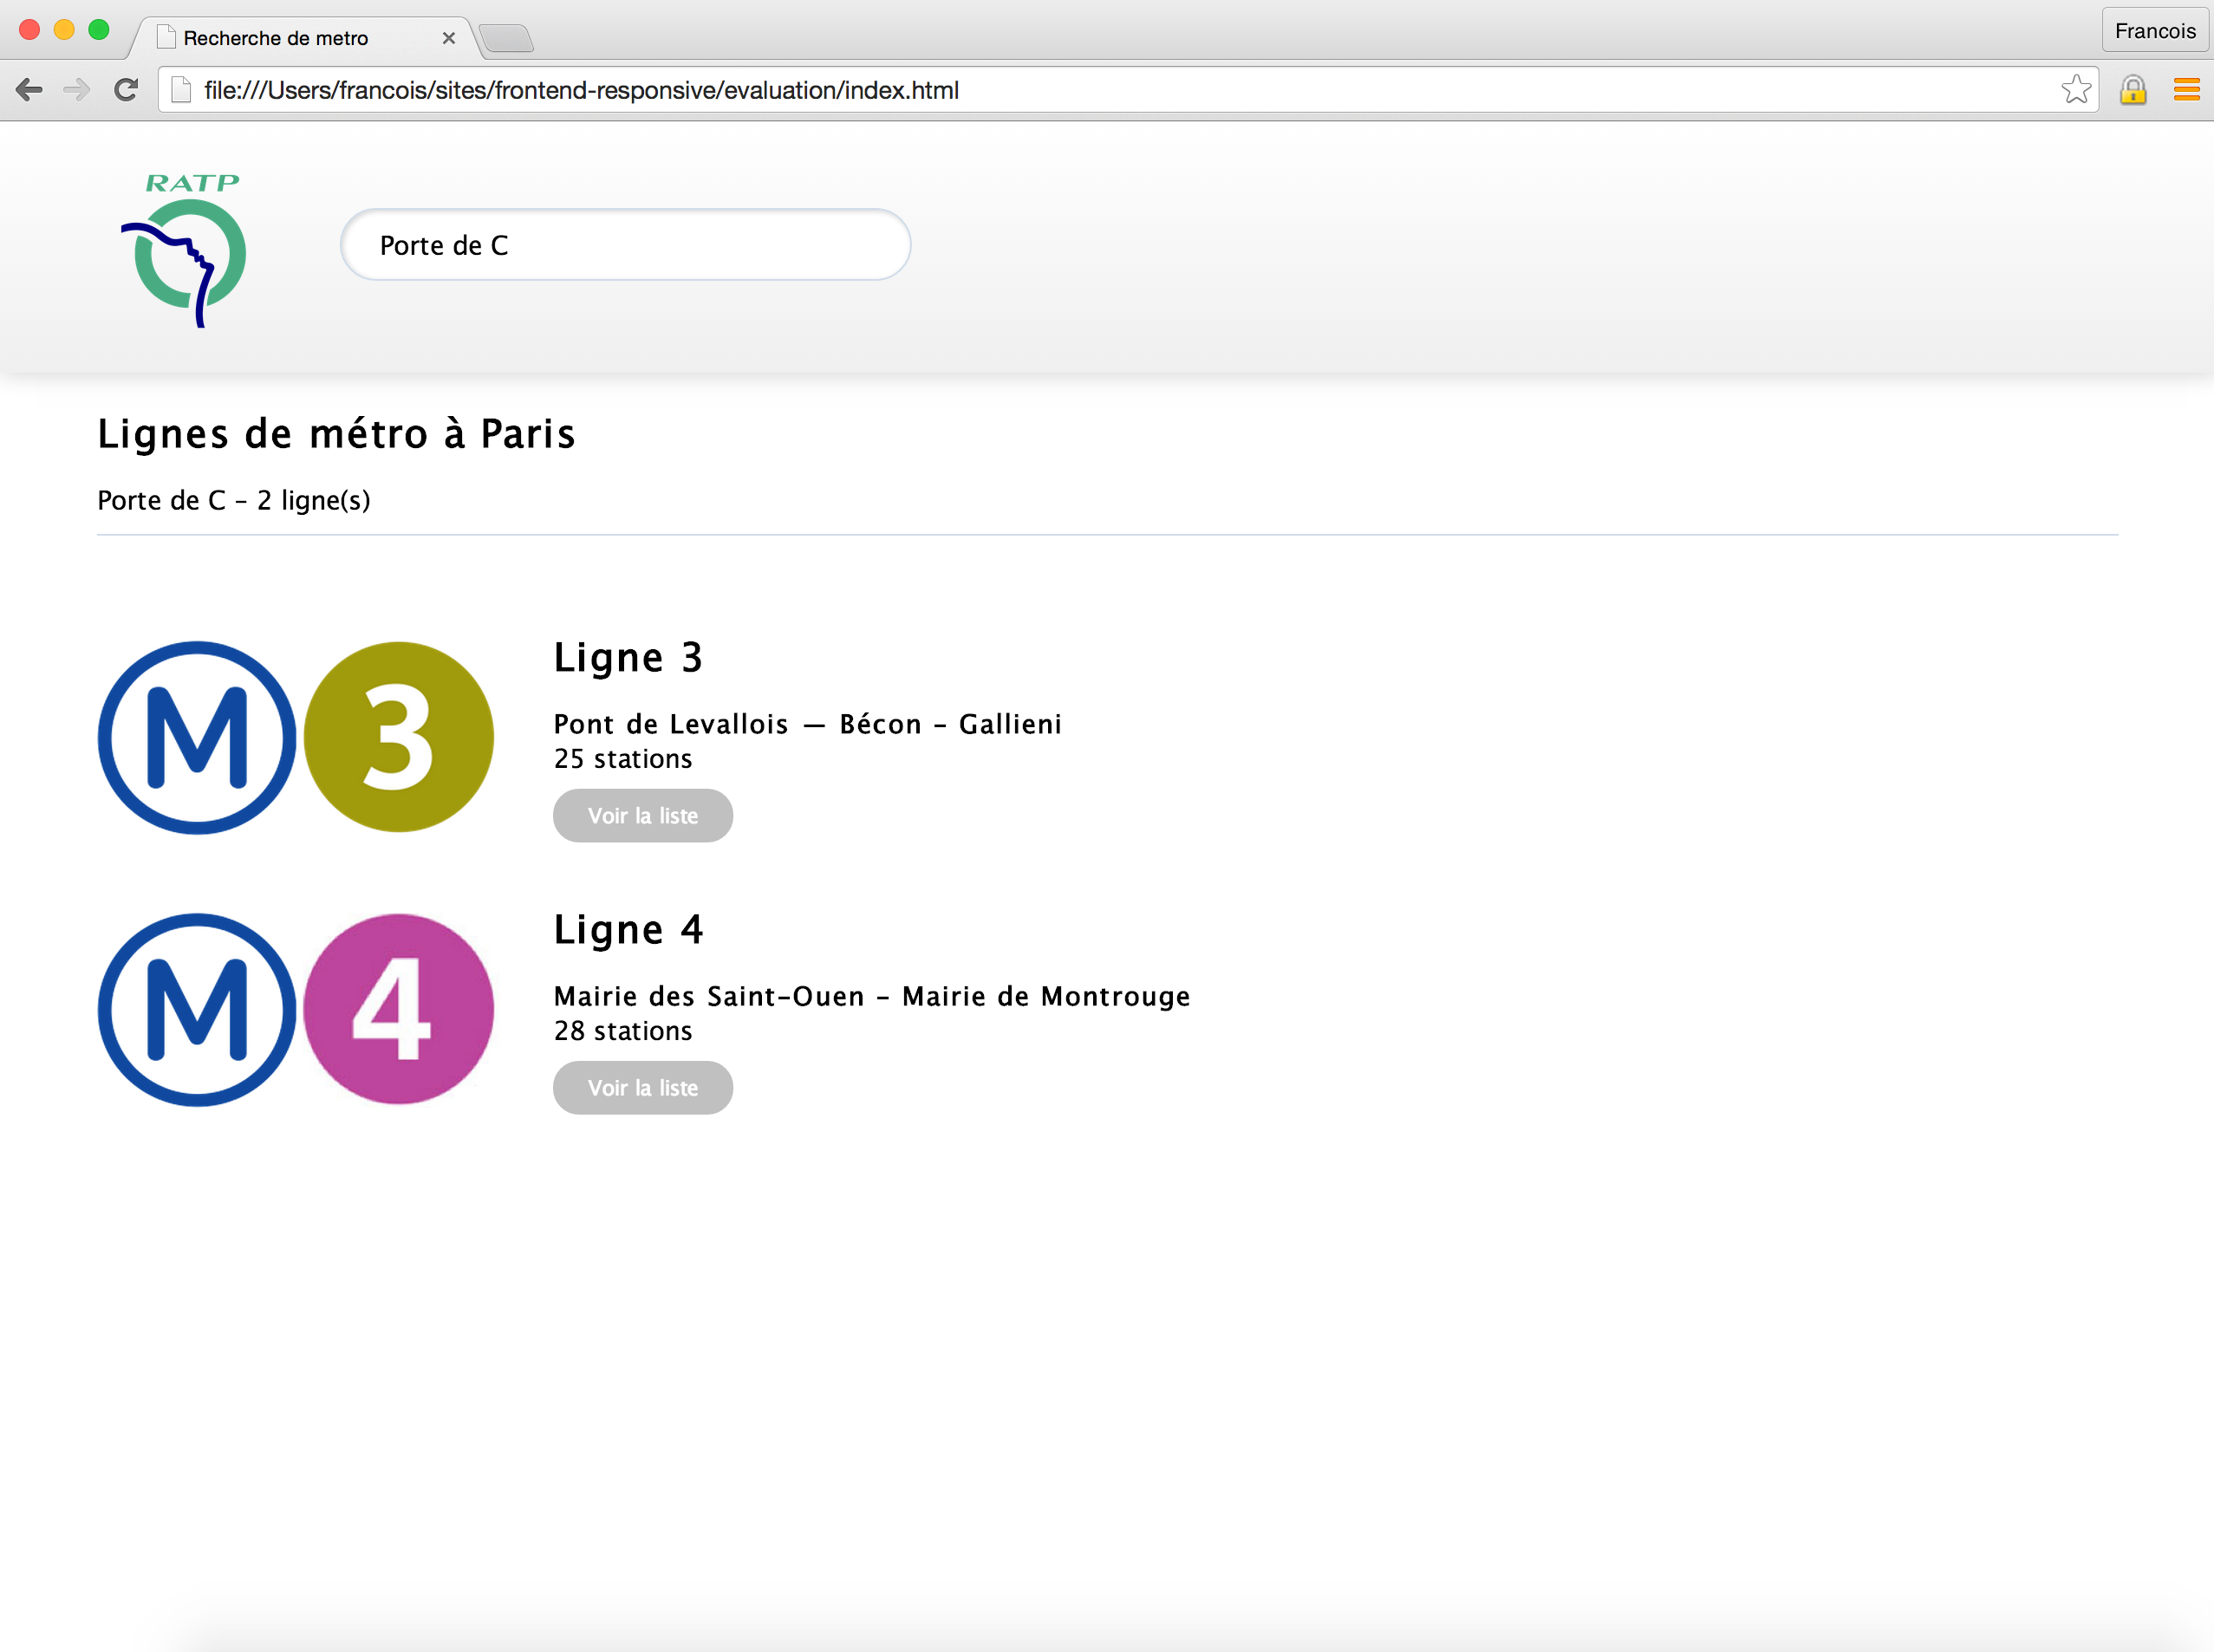 Recherche de metro
Francois
file:///Users/francois/sites/frontend-responsive/evaluation/index.html
RATP
Porte de C
Lignes de métro à Paris
Porte de C - 2 ligne(s)
M 3
Ligne 3
Pont de Levallois — Bécon - Gallieni
25 stations
Voir la liste
M 4
Ligne 4
Mairie des Saint-Ouen - Mairie de Montrouge
28 stations
Voir la liste